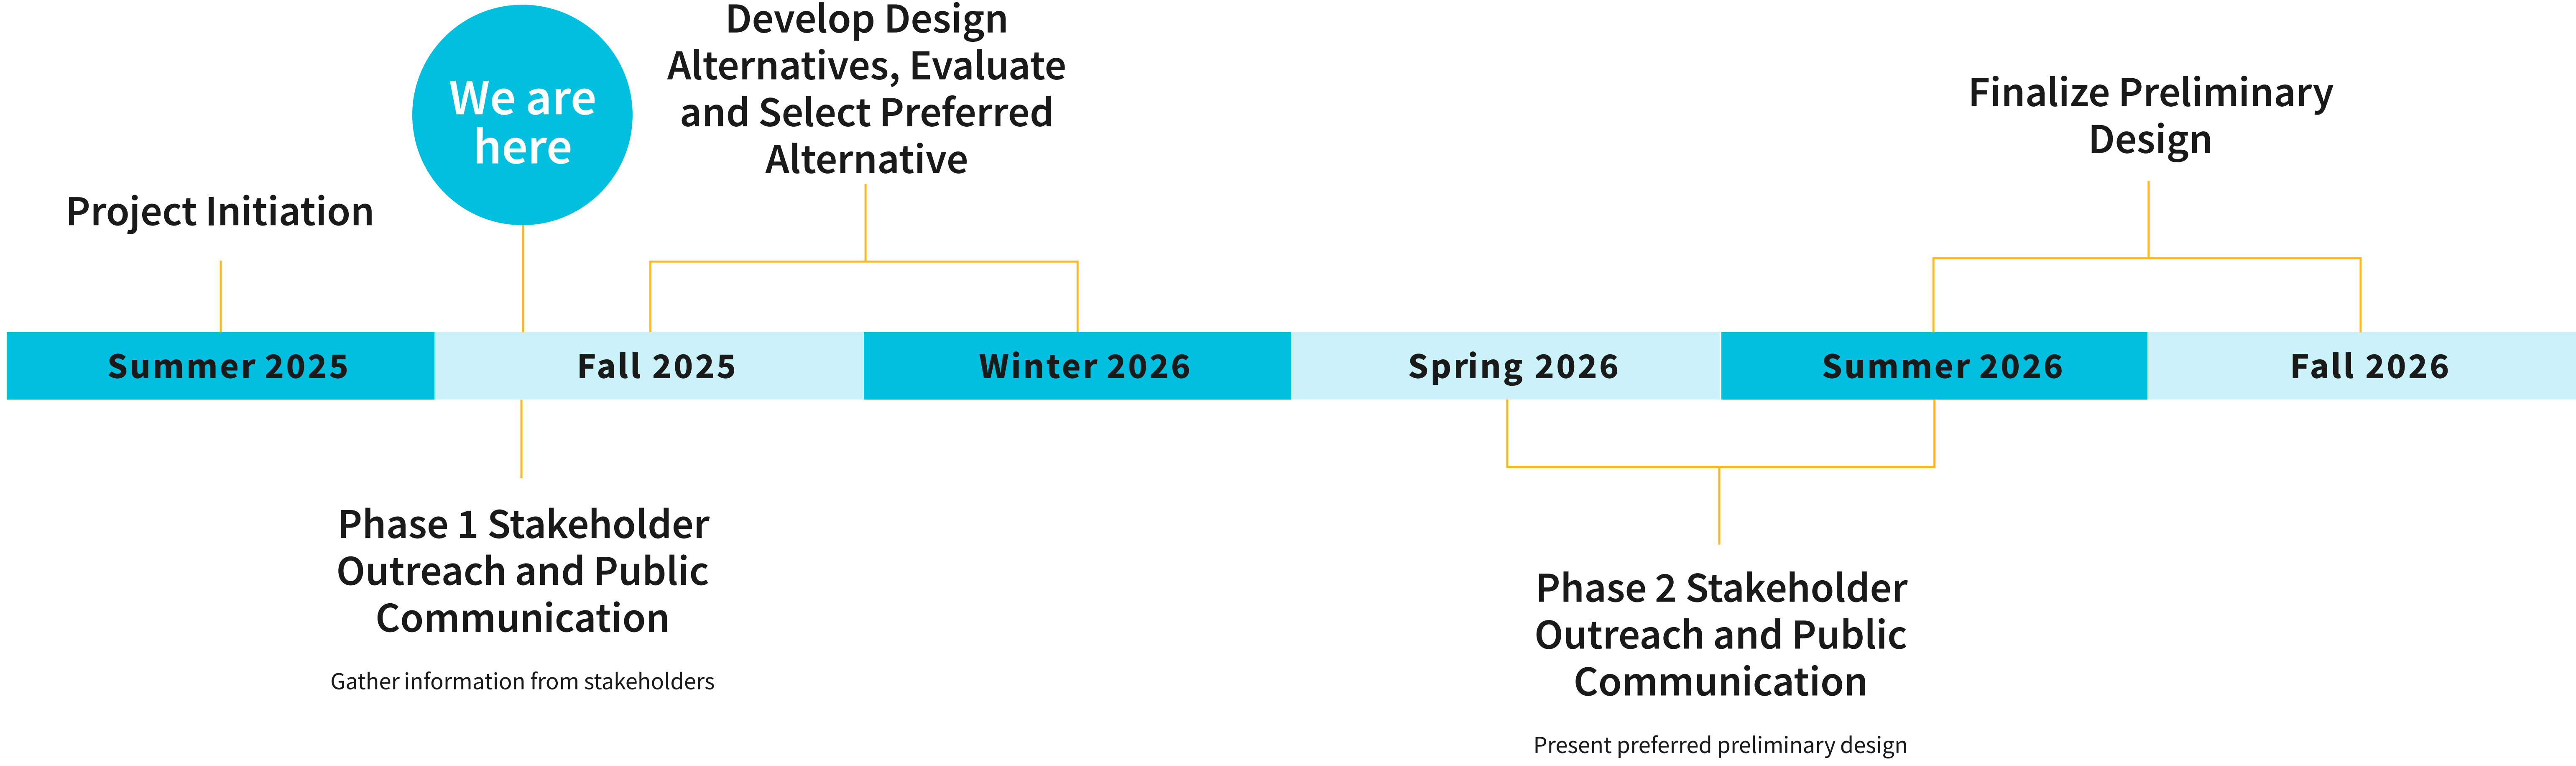 Project Initiation
We are
here
Develop Design
Alternatives, Evaluate
and Select Preferred
Alternative
Finalize Preliminary
Design
Summer 2025
Fall 2025
Winter 2026
Spring 2026
Summer 2026
Fall 2026
Phase 1 Stakeholder
Outreach and Public
Communication
Gather information from stakeholders
Phase 2 Stakeholder
Outreach and Public
Communication
Present preferred preliminary design